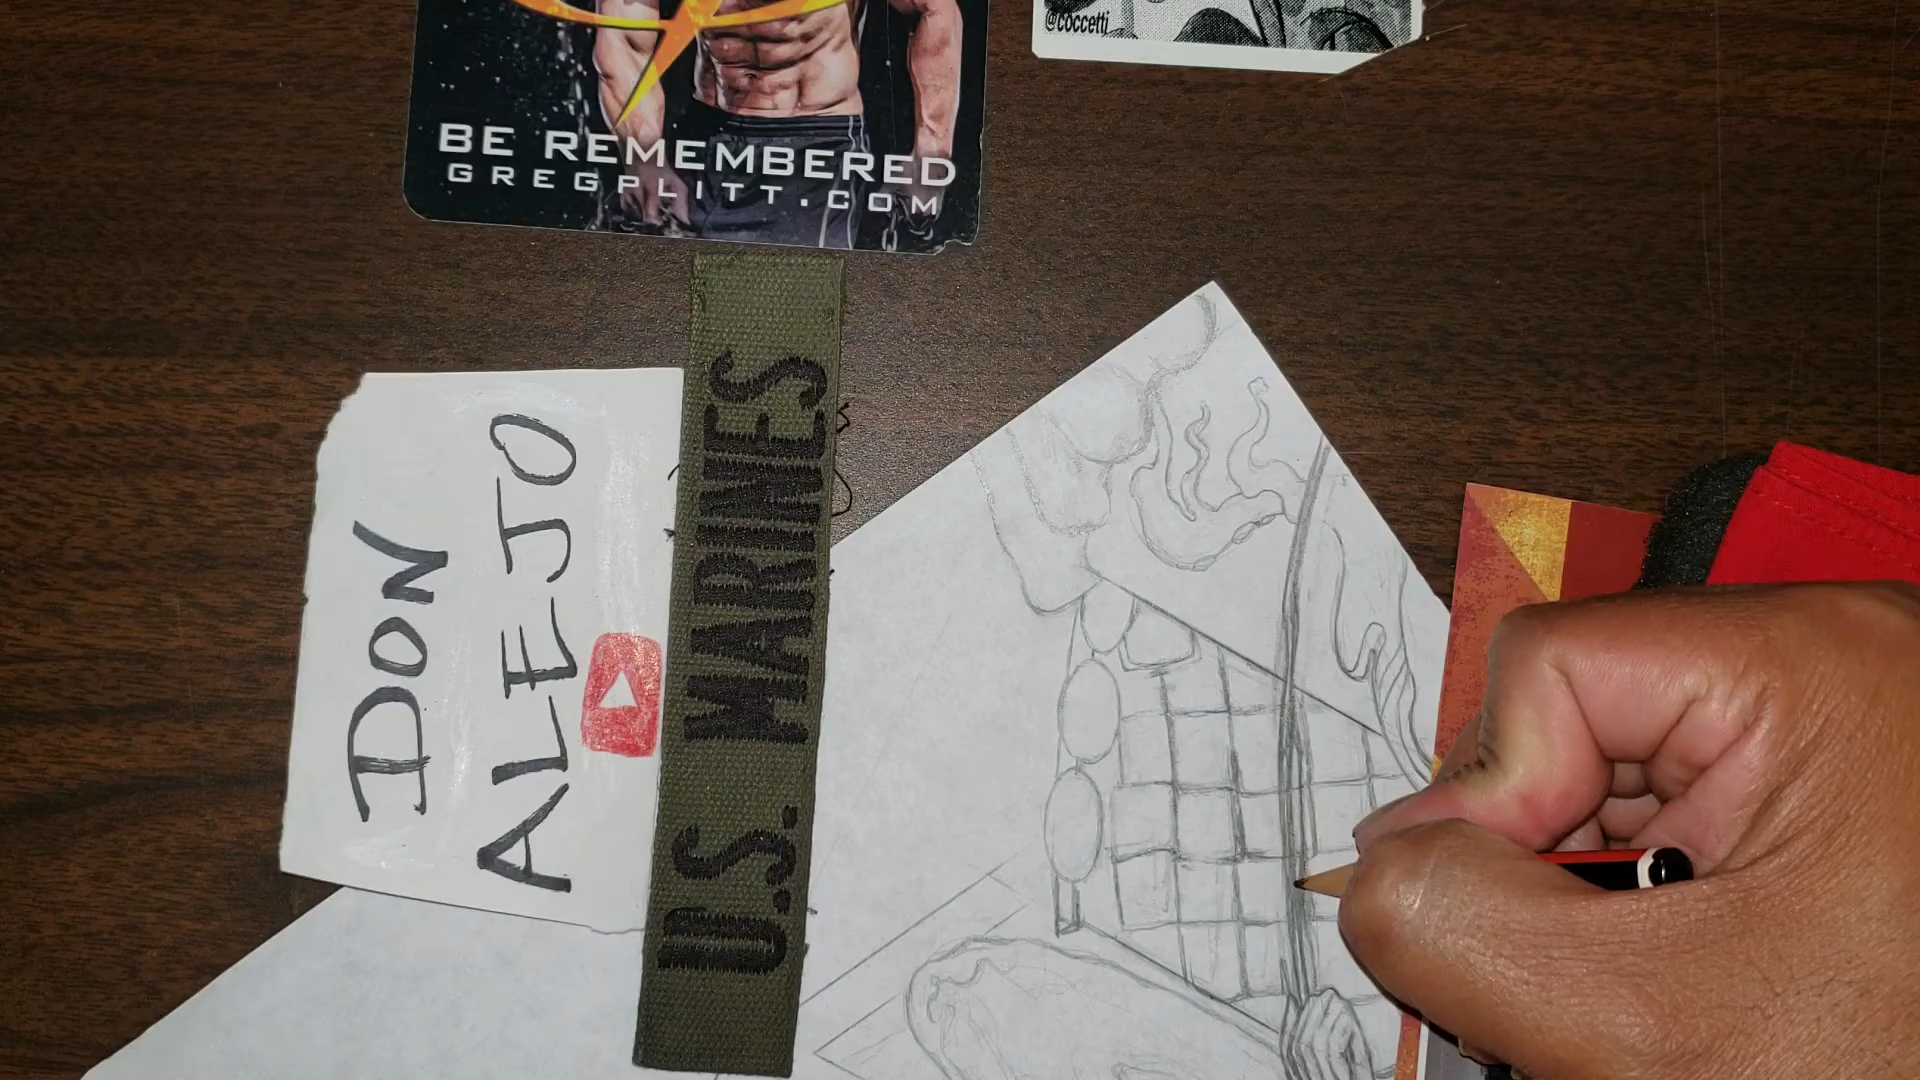 @coccetti
BE REMEMBERED
GREGPLITT.COM
DON
ALEJO
U.S. MARINES